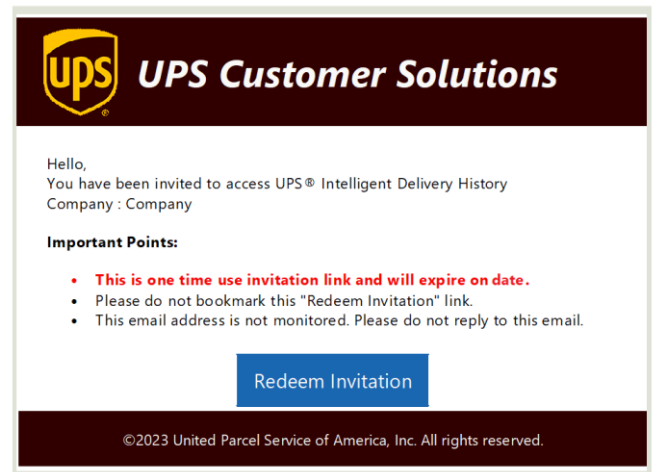 ups
®
UPS Customer Solutions
Hello,
You have been invited to access UPS® Intelligent Delivery History
Company : Company
Important Points:
• This is one time use invitation link and will expire on date.
• Please do not bookmark this "Redeem Invitation" link.
• This email address is not monitored. Please do not reply to this email.
Redeem Invitation
©2023 United Parcel Service of America, Inc. All rights reserved.